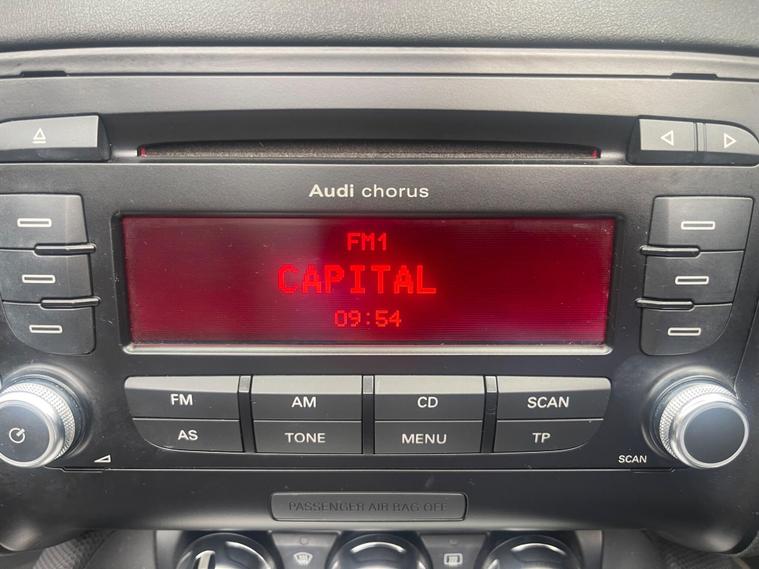 Audi chorus
FM1
CAPITAL
09:54
FM AM CD SCAN
AS TONE MENU TP
SCAN
PASSENGER AIR BAG OFF